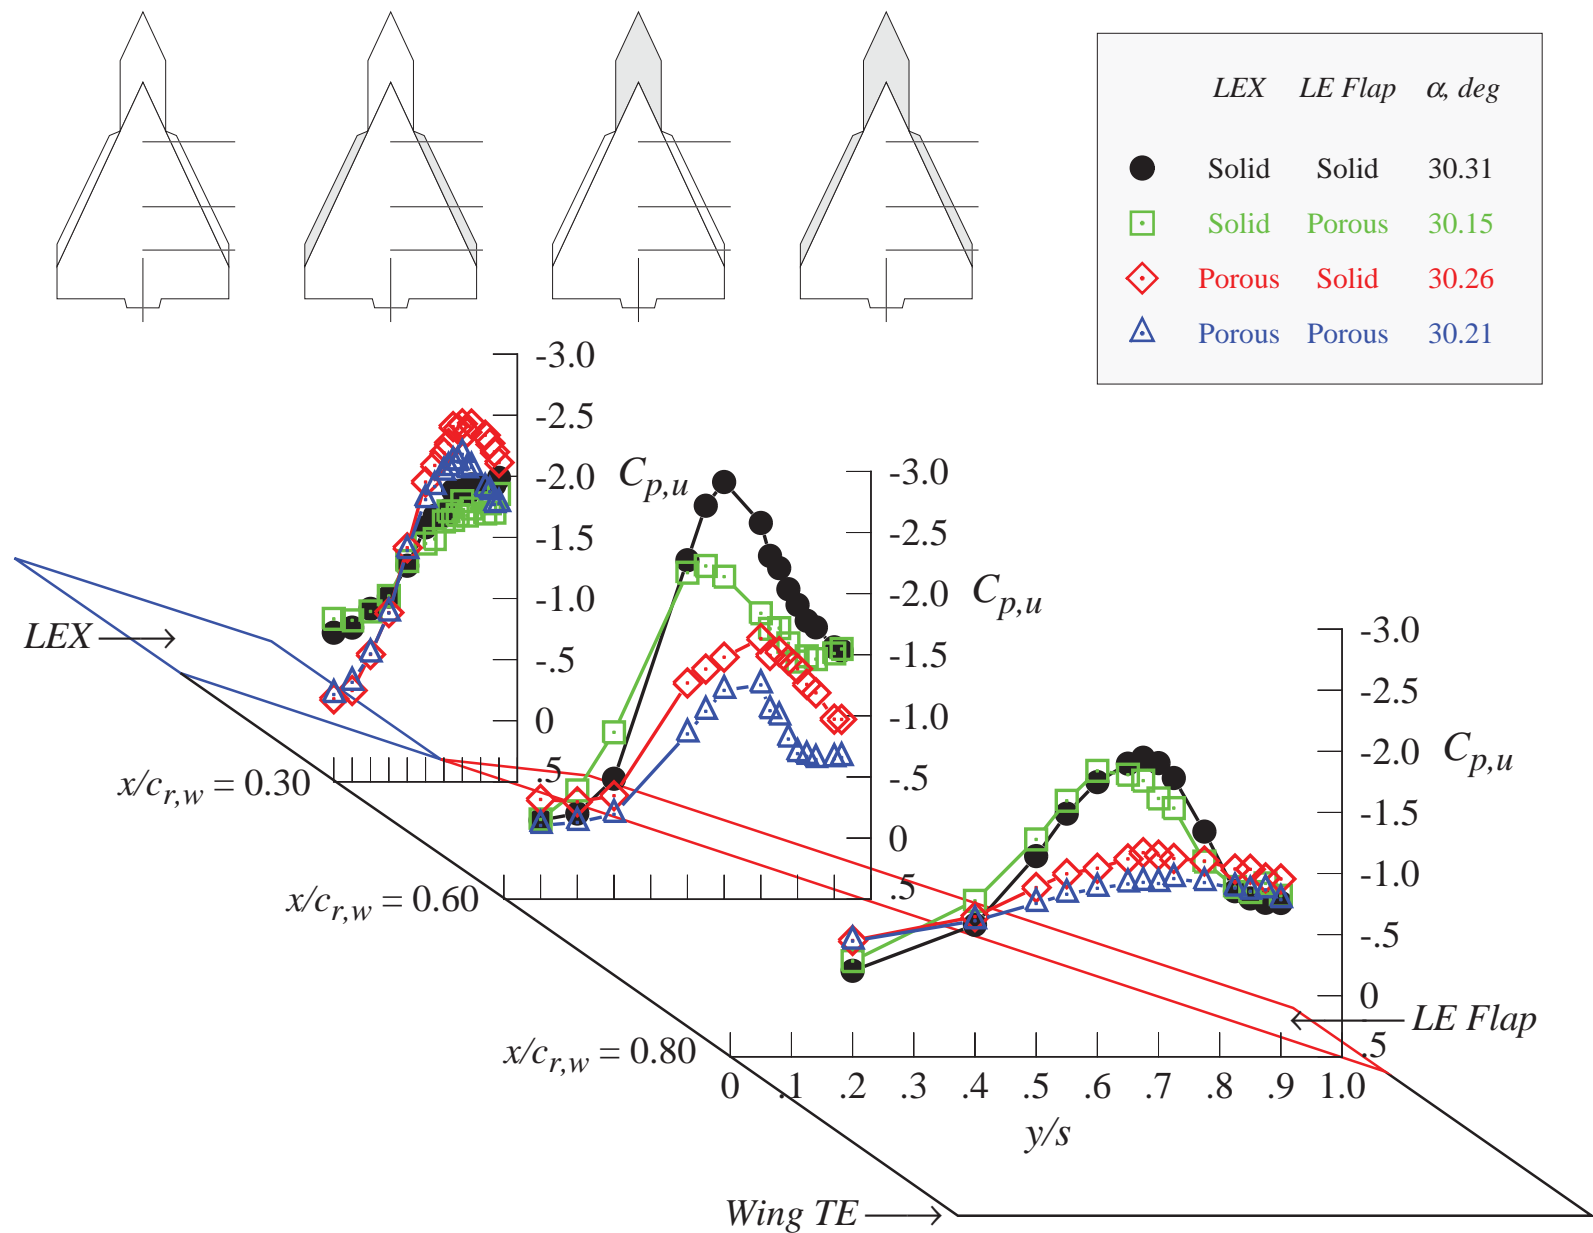 LEX LE Flap α, deg
Solid Solid 30.31
Solid Porous 30.15
Porous Solid 30.26
Porous Porous 30.21
-3.0
-2.5
-2.0
-1.5
-1.0
-.5
0
.5
Cp,u
-3.0
-2.5
-2.0
-1.5
-1.0
-.5
0
.5
Cp,u
-3.0
-2.5
-2.0
-1.5
-1.0
-.5
0
.5
Cp,u
LEX
x/cr,w = 0.30
x/cr,w = 0.60
x/cr,w = 0.80
LE Flap
0 .1 .2 .3 .4 .5 .6 .7 .8 .9 1.0
y/s
Wing TE